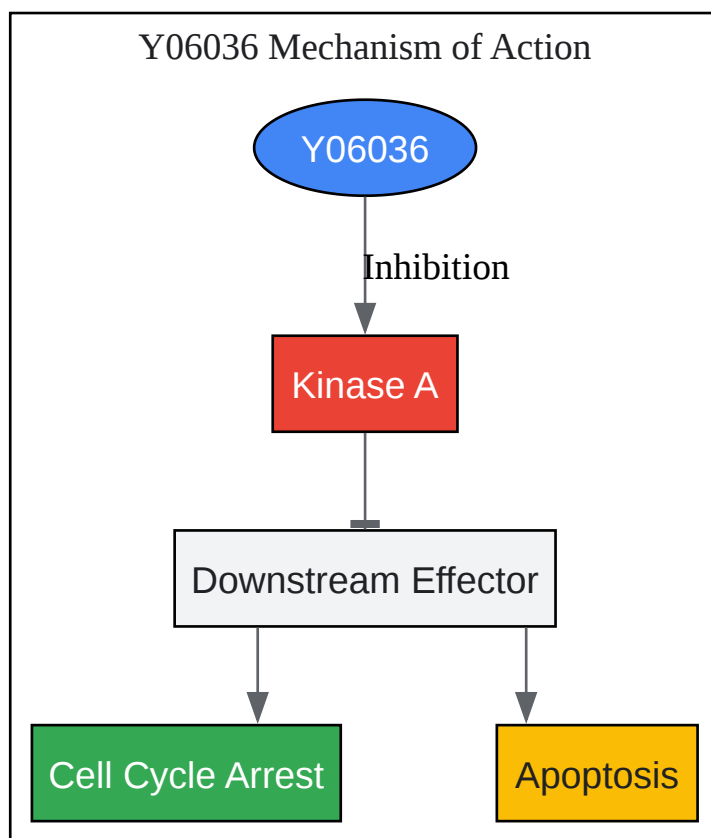 Y06036 Mechanism of Action
Y06036
Inhibition
Kinase A
Downstream Effector
Cell Cycle Arrest
Apoptosis